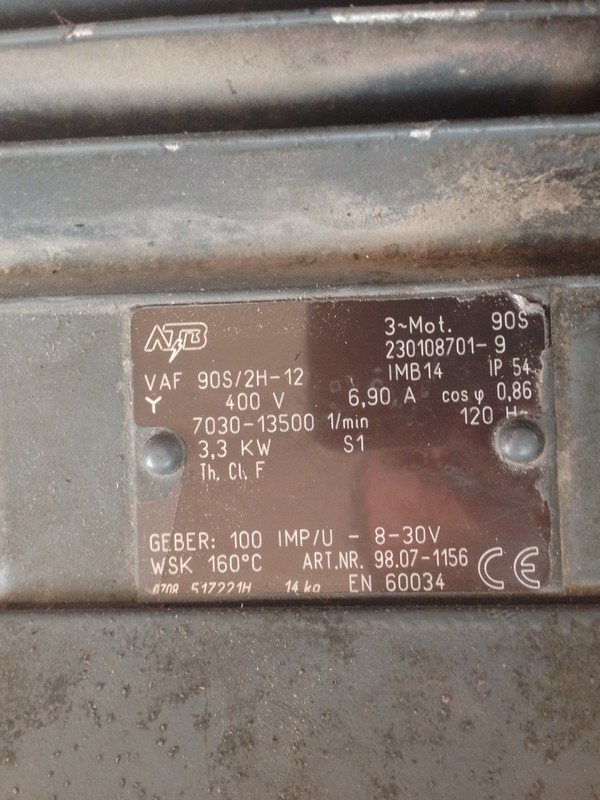 ATB 3~Mot. 90S
230108701-9
VAF 90S/2H-12 IMB14 IP 54
Y 400 V 6,90 A cos φ 0,86
7030-13500 1/min 120
3,3 KW S1
Th. Cl. F
GEBER: 100 IMP/U - 8-30V
WSK 160°C ART.NR. 98.07-1156 CE
517221H 14 kg EN 60034